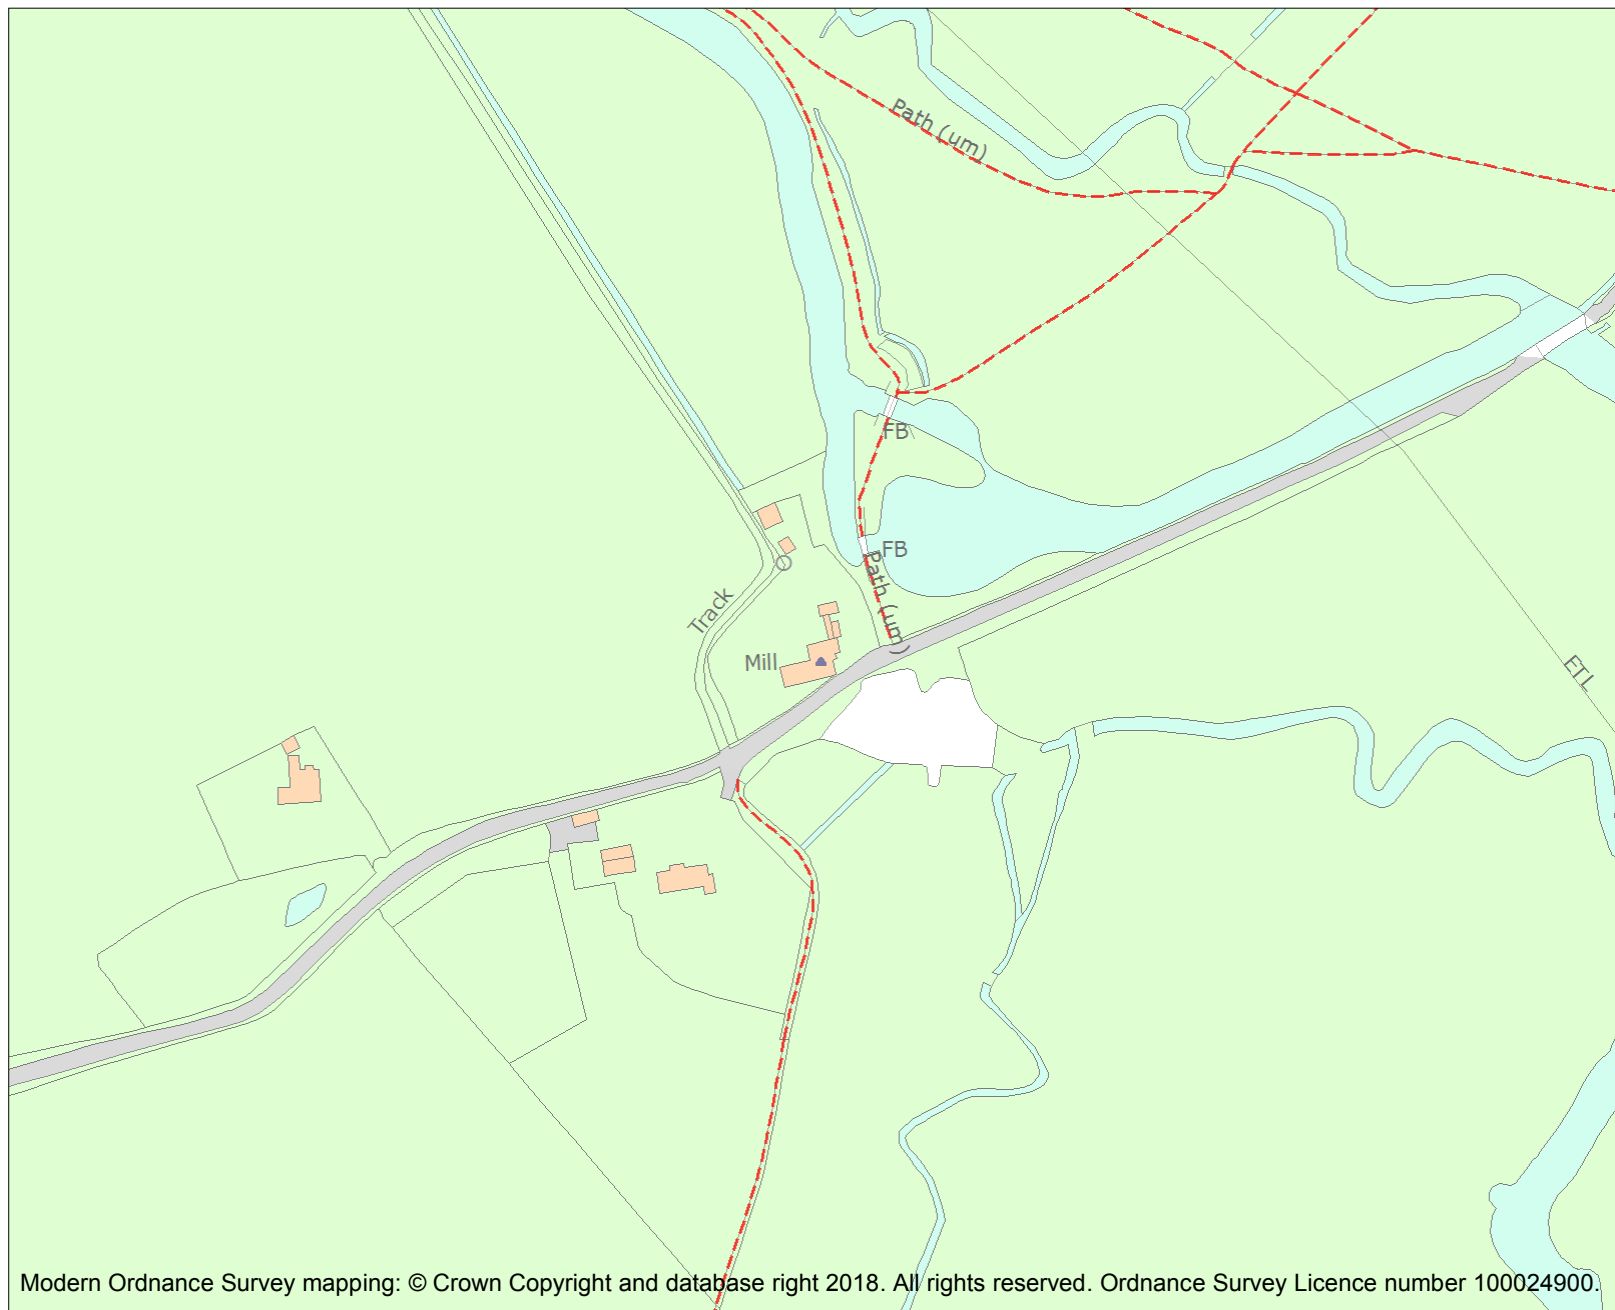 Path (um)
FB
FB
Path (um)
Track
Mill
ETL
Modern Ordnance Survey mapping: © Crown Copyright and database right 2018. All rights reserved. Ordnance Survey Licence number 100024900.